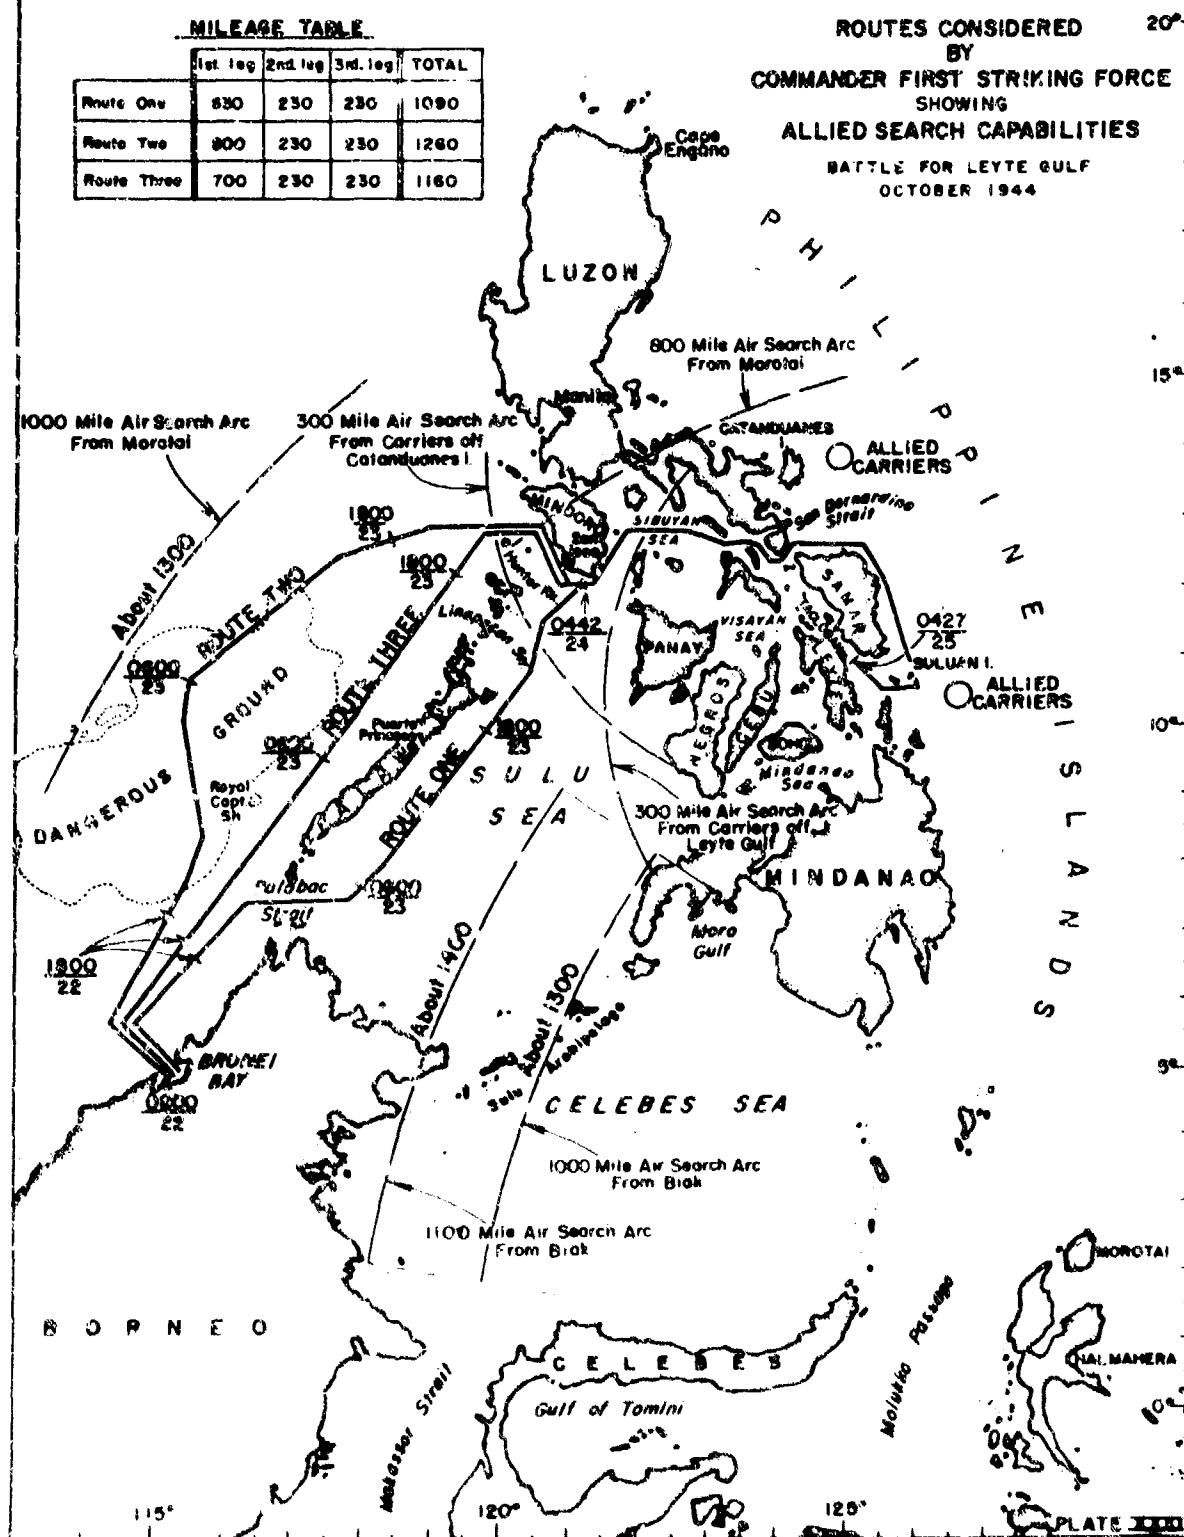 MILEAGE TABLE
1st. leg 2nd. leg 3rd. leg TOTAL
Route One 630 230 230 1090
Route Two 800 230 230 1260
Route Three 700 230 230 1160
ROUTES CONSIDERED
BY
COMMANDER FIRST STRIKING FORCE
SHOWING
ALLIED SEARCH CAPABILITIES
BATTLE FOR LEYTE GULF
OCTOBER 1944
20°
Cape
Engano
LUZON
PHILIPPINE ISLANDS
800 Mile Air Search Arc
From Morotai
15°
Manila
1000 Mile Air Search Arc
From Morotai
300 Mile Air Search Arc
From Carriers off
Catanduanes I.
CATANDUANES
ALLIED
CARRIERS
MINDORO
SIBUYAN
SEA
San Bernardino
Strait
1800
23
1800
23
About 1300
ROUTE TWO
ROUTE THREE
Linapacan Str
0442
24
SAMAR
VISAYAN
SEA
PANAY
0427
25
SULUAN I.
ALLIED
CARRIERS
0600
23
DANGEROUS GROUND
0600
23
Puerto
Princesa
ROUTE ONE
1800
23
NEGROS
CEBU
BOHOL
Mindanao
Sea
10°
SULU
SEA
Royal
Capt.
Sh
300 Mile Air Search Arc
From Carriers off
Leyte Gulf
MINDANAO
Balabac
Strait
0600
23
Moro
Gulf
1800
22
About 1400
About 1300
Sulu Archipelago
BRUNEI
BAY
0800
22
5°
CELEBES SEA
1000 Mile Air Search Arc
From Biak
1100 Mile Air Search Arc
From Biak
MOROTAI
BORNEO
CELEBES
HALMAHERA
Makassar Strait
Gulf of Tomini
Molukka Passage
0°
115° 120° 125°
PLATE